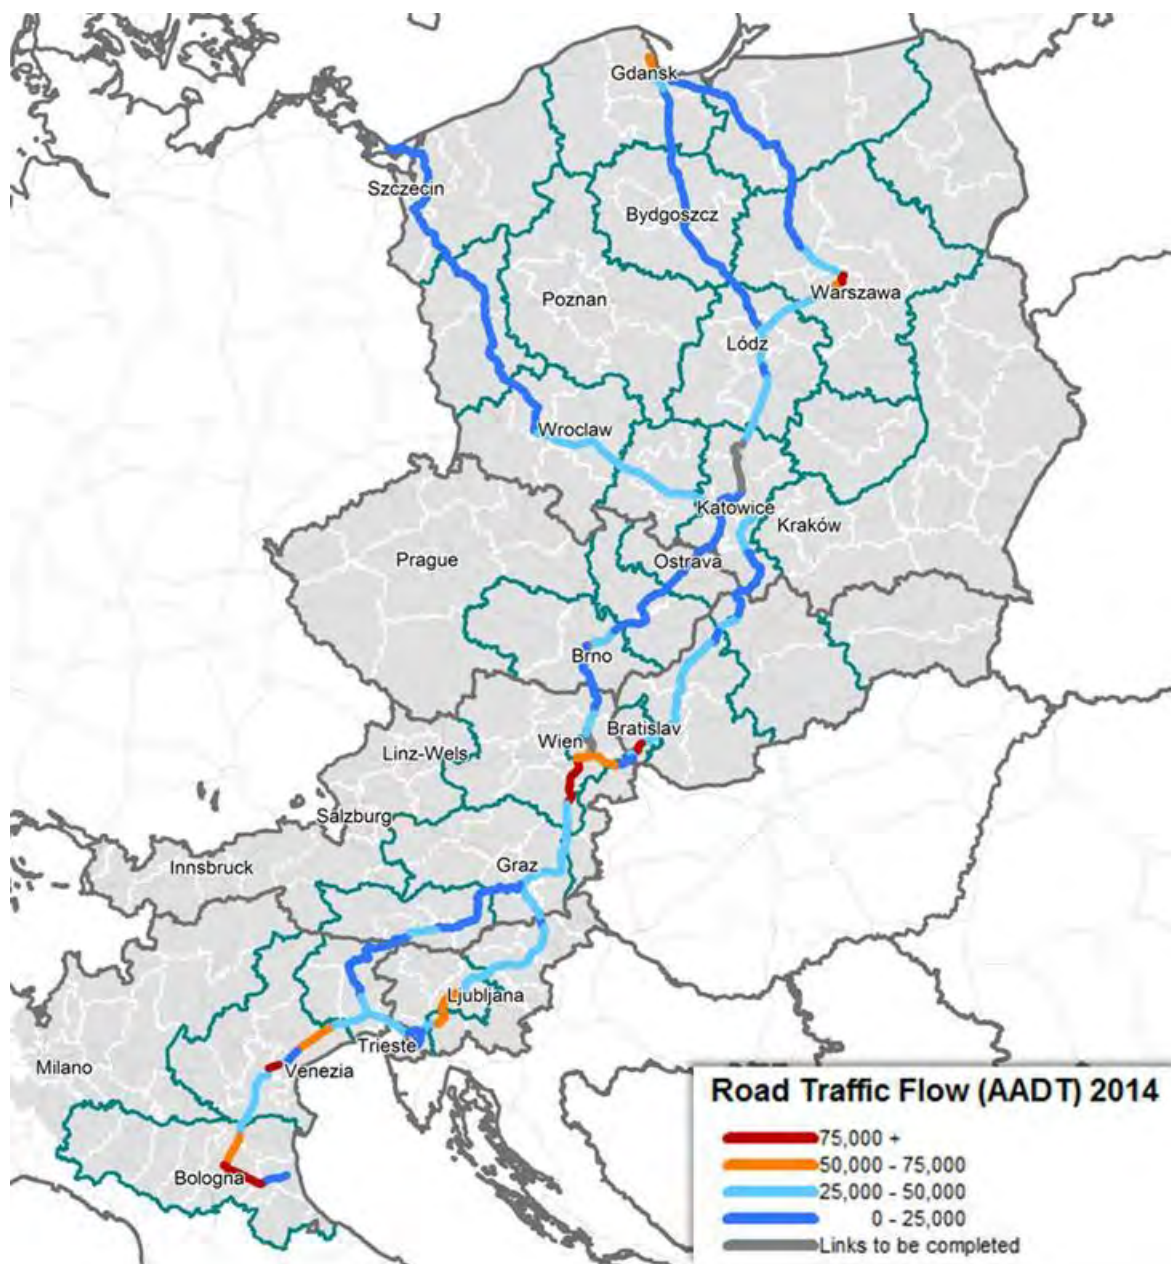 Gdansk
Szczecin
Bydgoszcz
Warszawa
Poznan
Lódz
Wroclaw
Katowice
Kraków
Prague
Ostrava
Brno
Bratislav
Wien
Linz-Wels
Salzburg
Graz
Innsbruck
Ljubljana
Trieste
Milano
Venezia
Bologna
Road Traffic Flow (AADT) 2014
75,000 +
50,000 - 75,000
25,000 - 50,000
0 - 25,000
Links to be completed